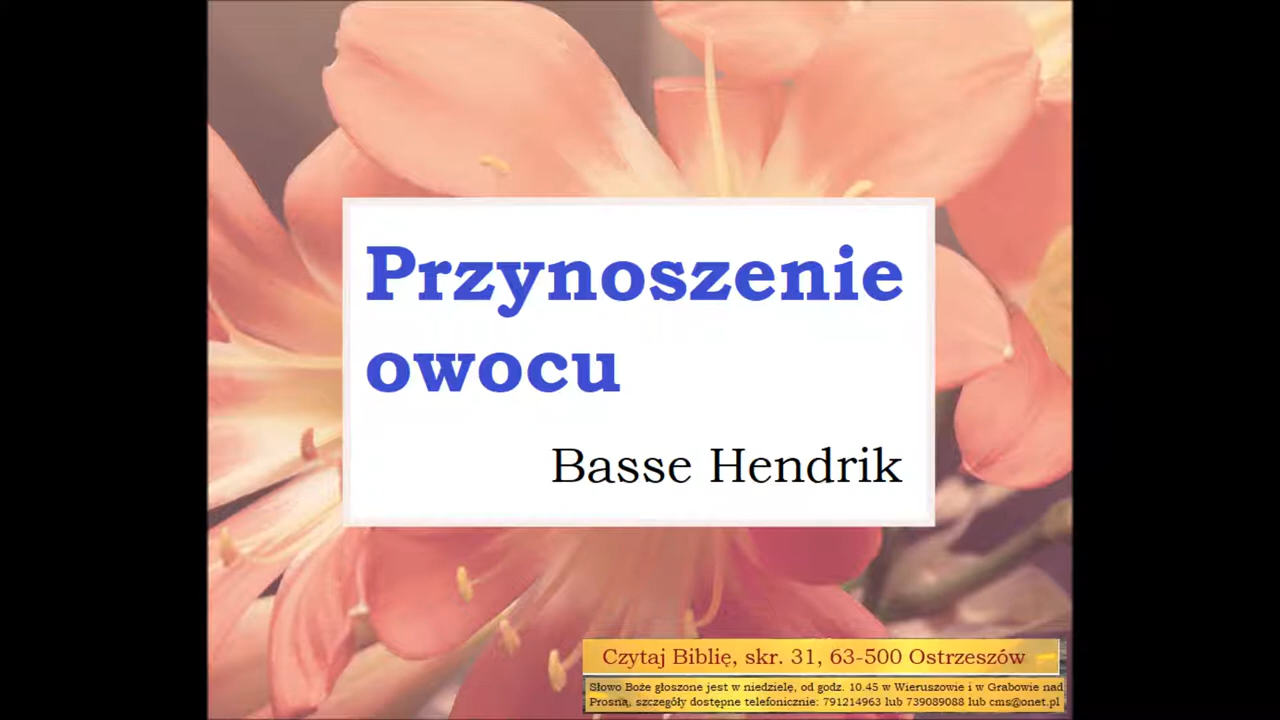 Przynoszenie
owocu
Basse Hendrik
Czytaj Biblię, skr. 31, 63-500 Ostrzeszów
Słowo Boże głoszone jest w niedzielę, od godz. 10.45 w Wieruszowie i w Grabowie nad
Prosną, szczegóły dostępne telefonicznie: 791214963 lub 739089088 lub cms@onet.pl